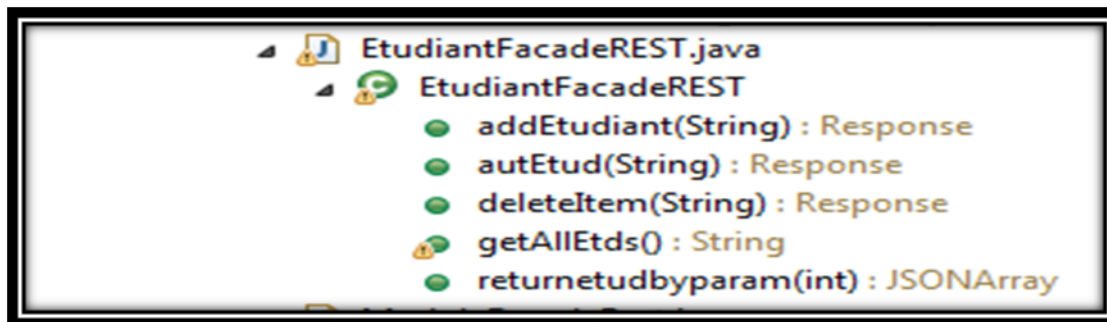 EtudiantFacadeREST.java
EtudiantFacadeREST
addEtudiant(String) : Response
autEtud(String) : Response
deleteItem(String) : Response
getAllEtds() : String
returnetudbyparam(int) : JSONArray